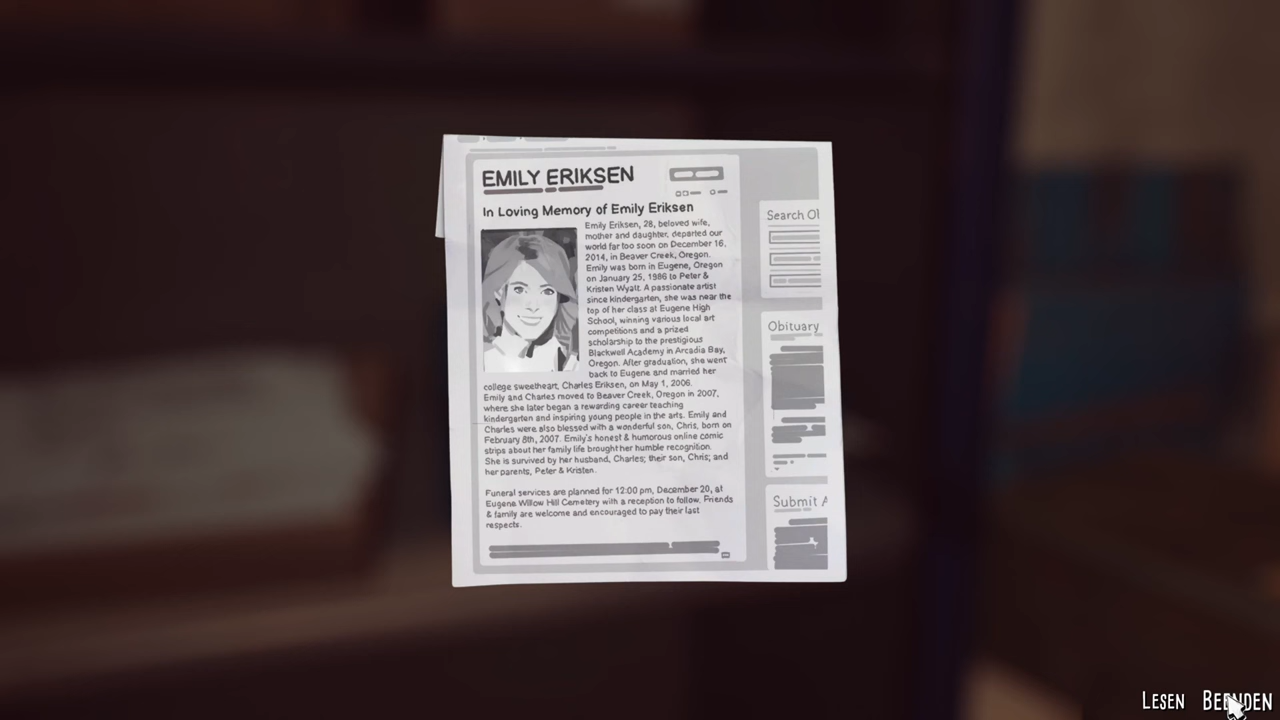 EMILY ERIKSEN
In Loving Memory of Emily Eriksen
Emily Eriksen, 28, beloved wife,
mother and daughter, departed our
world far too soon on December 16,
2014, in Beaver Creek, Oregon.
Emily was born in Eugene, Oregon
on January 25, 1986 to Peter &
Kristen Wyatt. A passionate artist
since kindergarten, she was near the
top of her class at Eugene High
School, winning various local art
competitions and a prized
scholarship to the prestigious
Blackwell Academy in Arcadia Bay,
Oregon. After graduation, she went
back to Eugene and married her
college sweetheart, Charles Eriksen, on May 1, 2006.
Emily and Charles moved to Beaver Creek, Oregon in 2007,
where she later began a rewarding career teaching
kindergarten and inspiring young people in the arts. Emily and
Charles were also blessed with a wonderful son, Chris, born on
February 8th, 2007. Emily's honest & humorous online comic
strips about her family life brought her humble recognition.
She is survived by her husband, Charles; their son, Chris; and
her parents, Peter & Kristen.
Funeral services are planned for 12:00 pm, December 20, at
Eugene Willow Hill Cemetery with a reception to follow. Friends
& family are welcome and encouraged to pay their last
respects.
Search Ob
Obituary
Submit A
LESEN BEENDEN